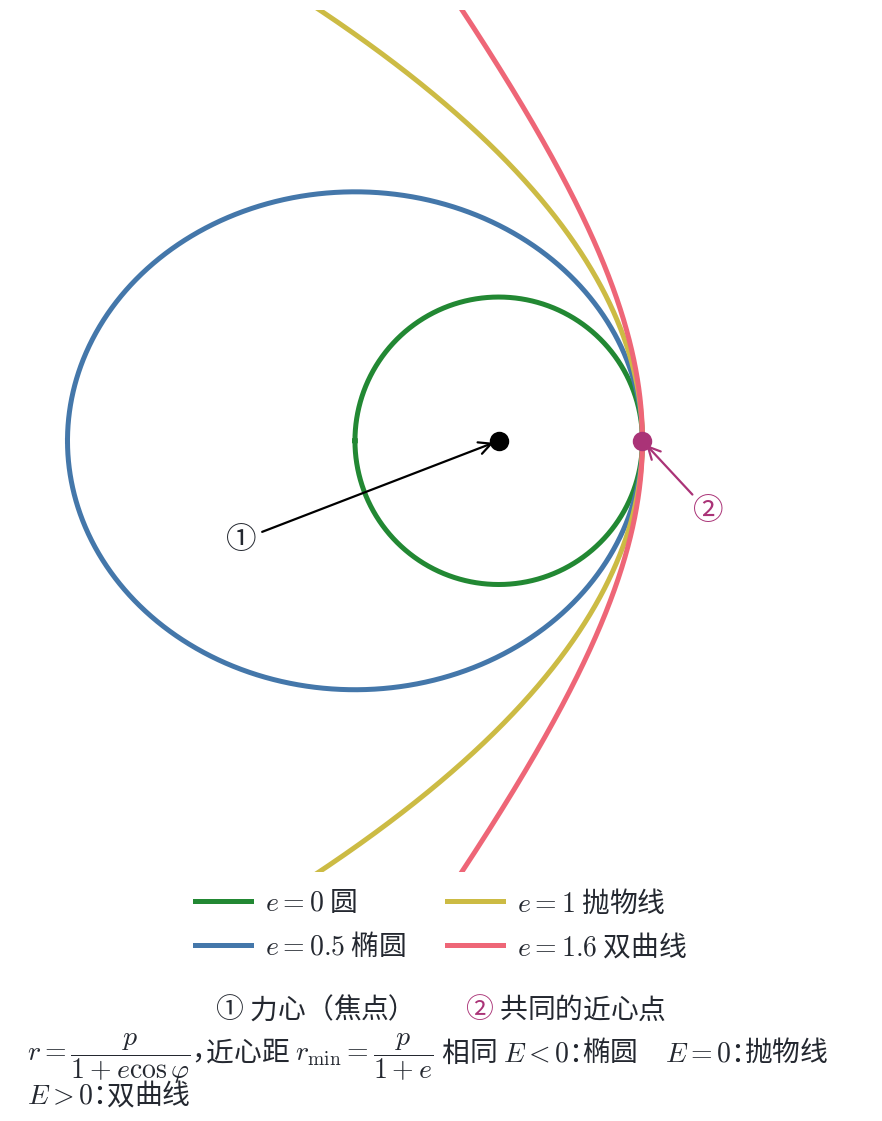 ①
②
e = 0 圆
e = 1 抛物线
e = 0.5 椭圆
e = 1.6 双曲线
① 力心（焦点） ② 共同的近心点
r = p / (1 + e cos φ), 近心距 r_min = p / (1 + e) 相同 E < 0：椭圆 E = 0：抛物线
E > 0：双曲线